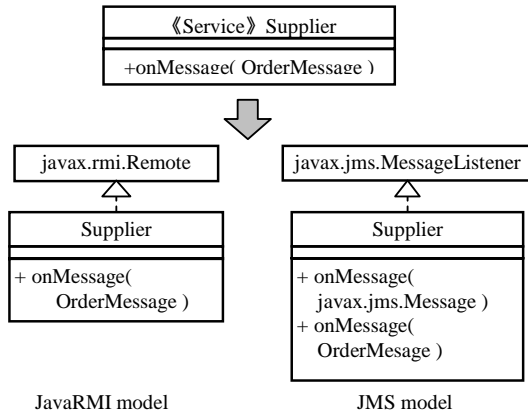 《Service》Supplier
+onMessage( OrderMessage )
javax.rmi.Remote
javax.jms.MessageListener
Supplier
+ onMessage(
OrderMessage )
Supplier
+ onMessage(
javax.jms.Message )
+ onMessage(
OrderMesage )
JavaRMI model
JMS model